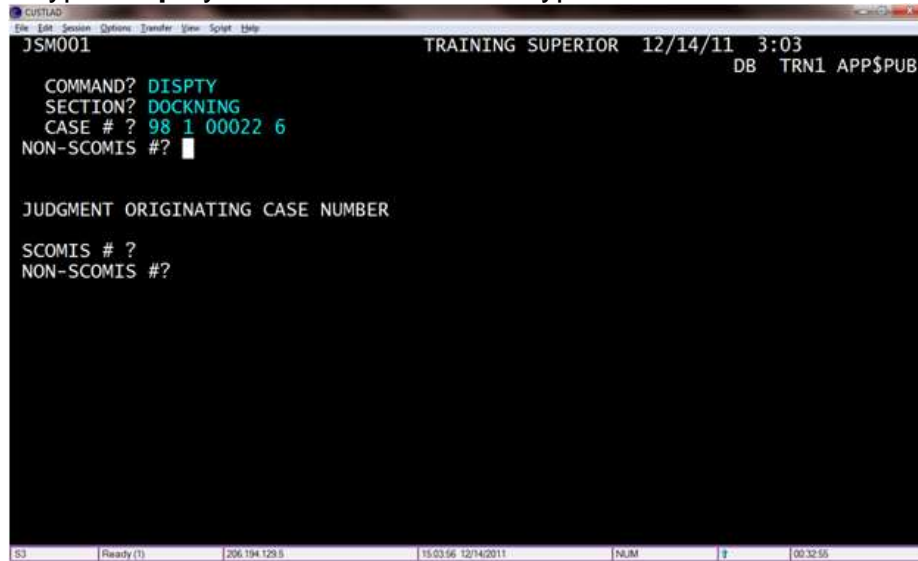 CUSTLAD
File Edit Session Options Transfer View Script Help
JSM001 TRAINING SUPERIOR 12/14/11 3:03
DB TRN1 APP$PUB
COMMAND? DISPTY
SECTION? DOCKNING
CASE # ? 98 1 00022 6
NON-SCOMIS #?
JUDGMENT ORIGINATING CASE NUMBER
SCOMIS # ?
NON-SCOMIS #?
S3 Ready (1) 206.194.129.5 15:03:56 12/14/2011 NUM 00:32:55